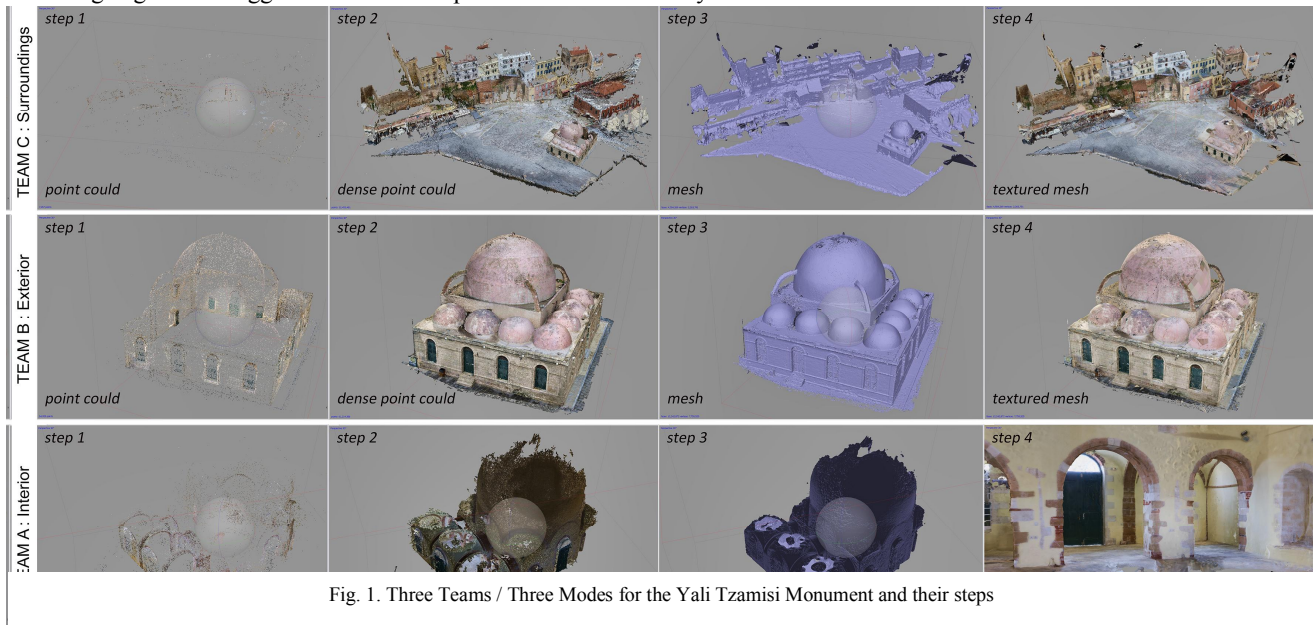 TEAM C : Surroundings
step 1
step 2
step 3
step 4
point could
dense point could
mesh
textured mesh
TEAM B : Exterior
step 1
step 2
step 3
step 4
point could
dense point could
mesh
textured mesh
EAM A: Interior
step 1
step 2
step 3
step 4
Fig. 1. Three Teams / Three Modes for the Yali Tzamisi Monument and their steps